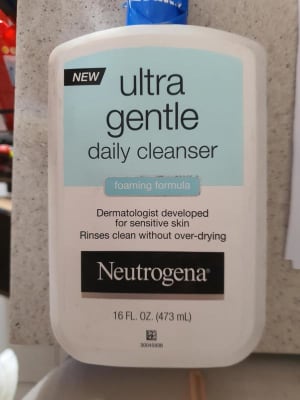 NEW
ultra
gentle
daily cleanser
foaming formula
Dermatologist developed
for sensitive skin
Rinses clean without over-drying
Neutrogena®
16 FL. OZ. (473 mL)